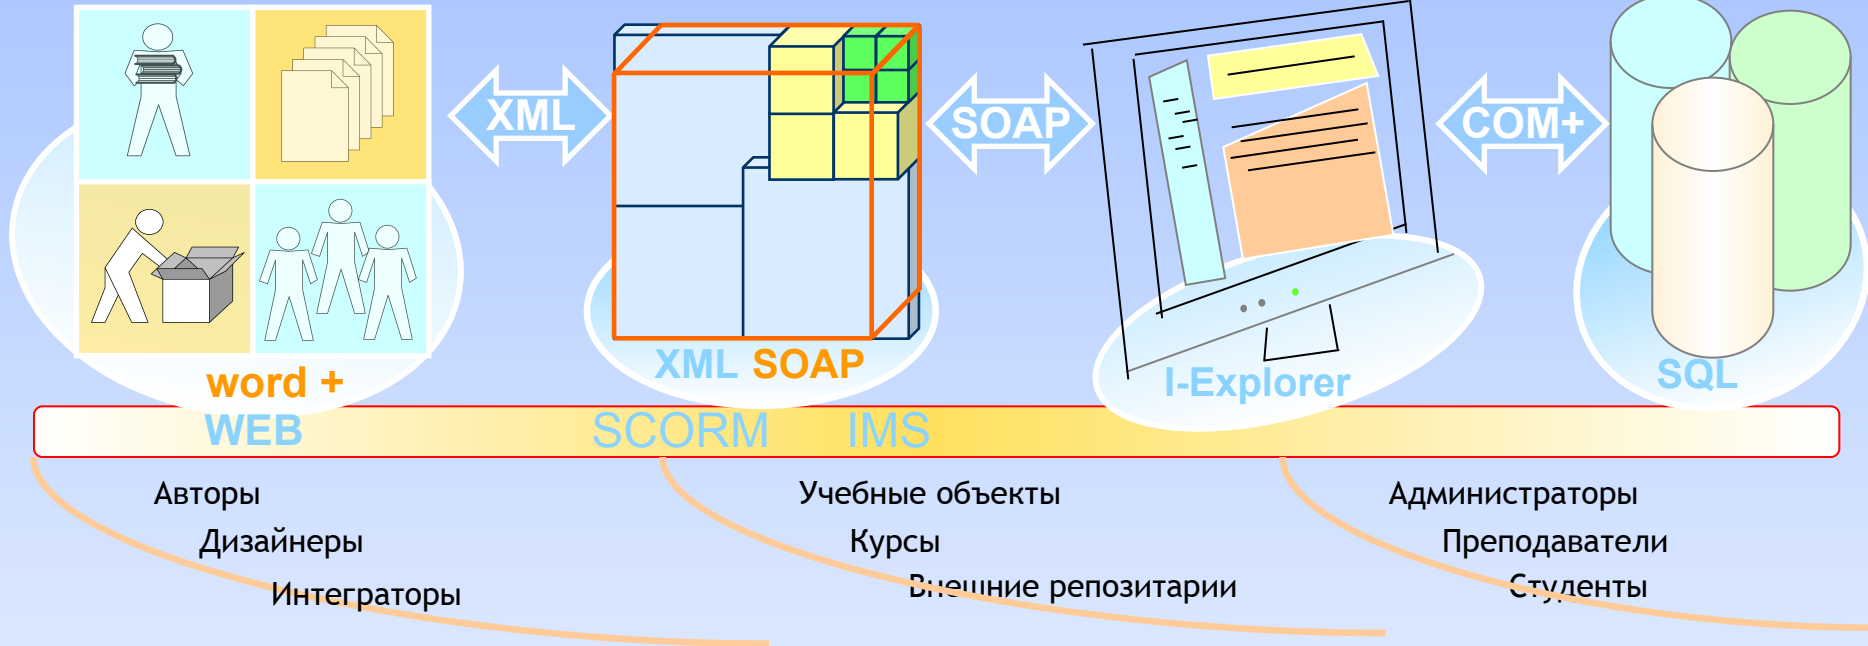 XML
SOAP
COM+
word +
WEB
XML SOAP
I-Explorer
SQL
SCORM IMS
Авторы
Дизайнеры
Интеграторы
Учебные объекты
Курсы
Внешние репозитарии
Администраторы
Преподаватели
Студенты